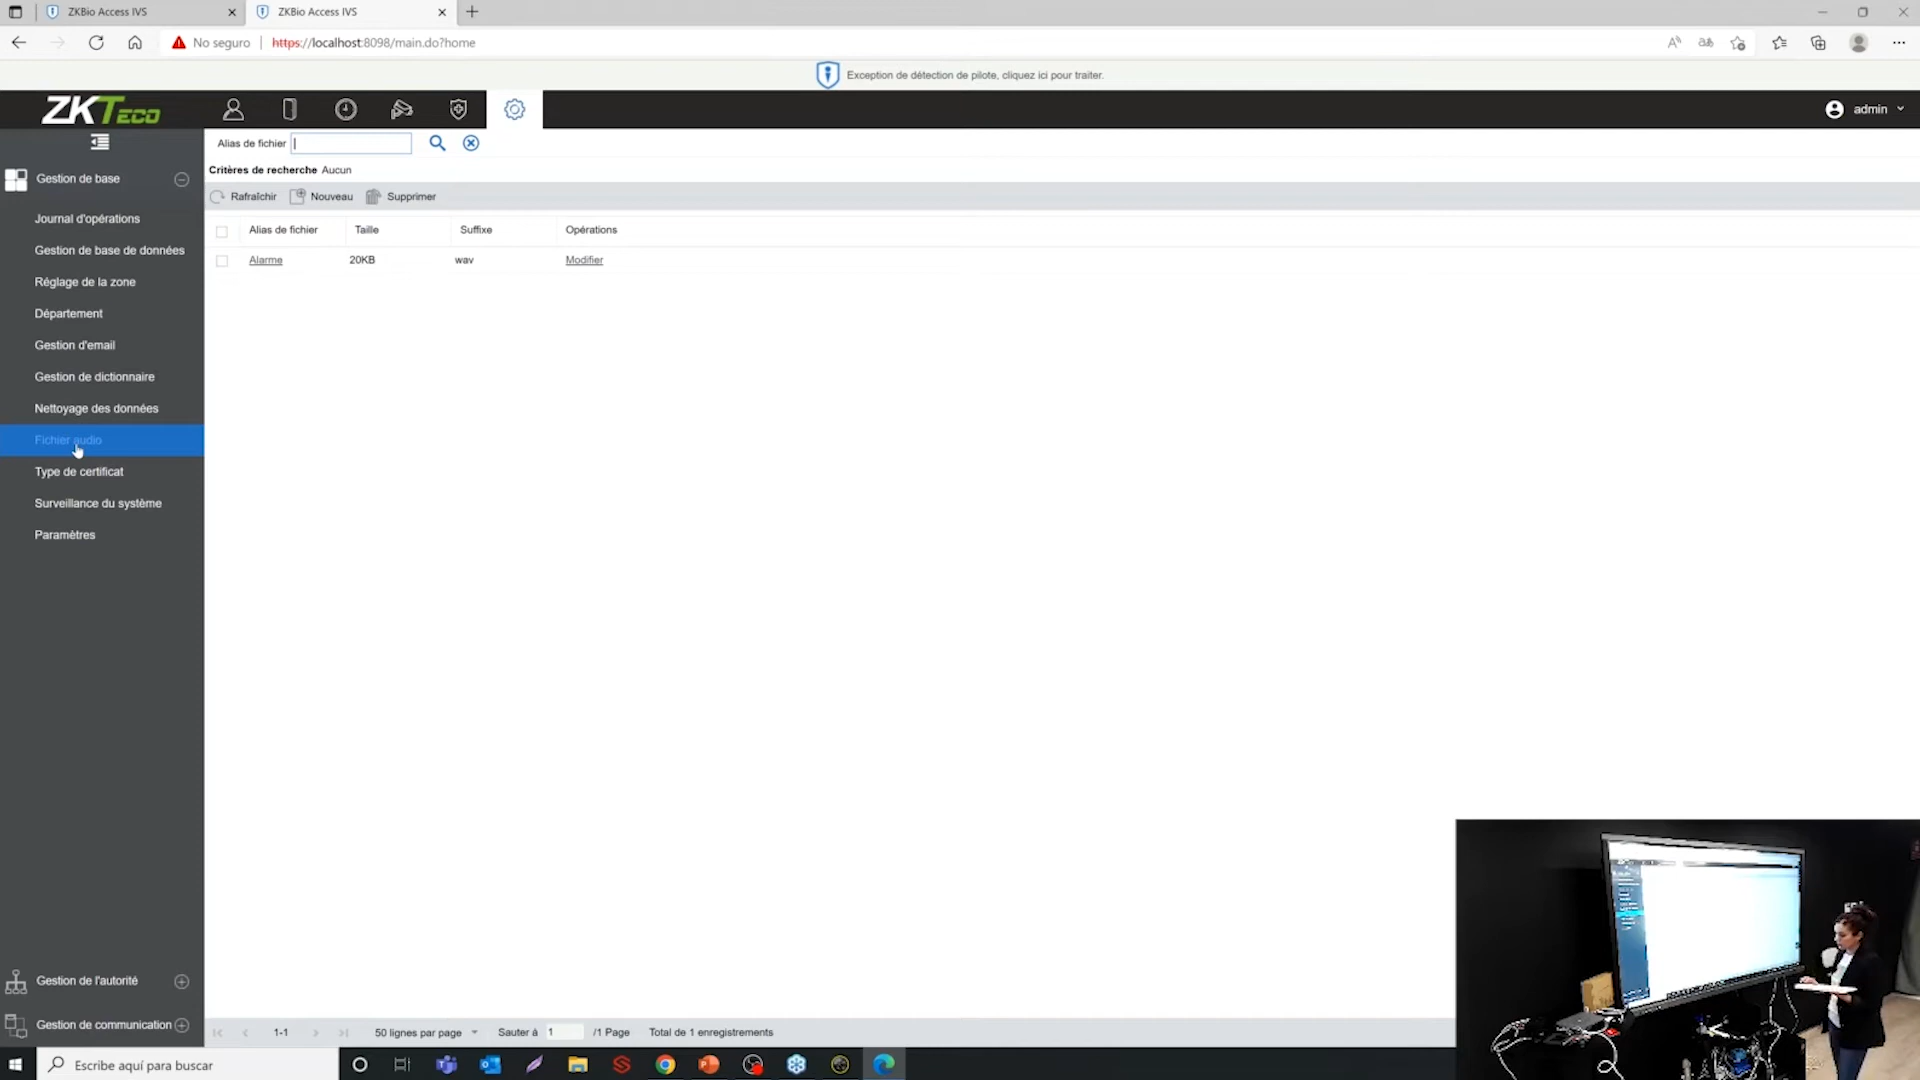 ZKBio Access IVS
ZKBio Access IVS
No seguro
https://localhost:8098/main.do?home
Exception de détection de pilote, cliquez ici pour traiter.
ZKTECO
admin
Alias de fichier
Critères de recherche Aucun
Rafraîchir
Nouveau
Supprimer
Alias de fichier
Taille
Suffixe
Opérations
Alarme
20KB
wav
Modifier
Gestion de base
Journal d'opérations
Gestion de base de données
Réglage de la zone
Département
Gestion d'email
Gestion de dictionnaire
Nettoyage des données
Fichier audio
Type de certificat
Surveillance du système
Paramètres
Gestion de l'autorité
Gestion de communication
1-1
50 lignes par page
Sauter à 1 /1 Page
Total de 1 enregistrements
Escribe aquí para buscar